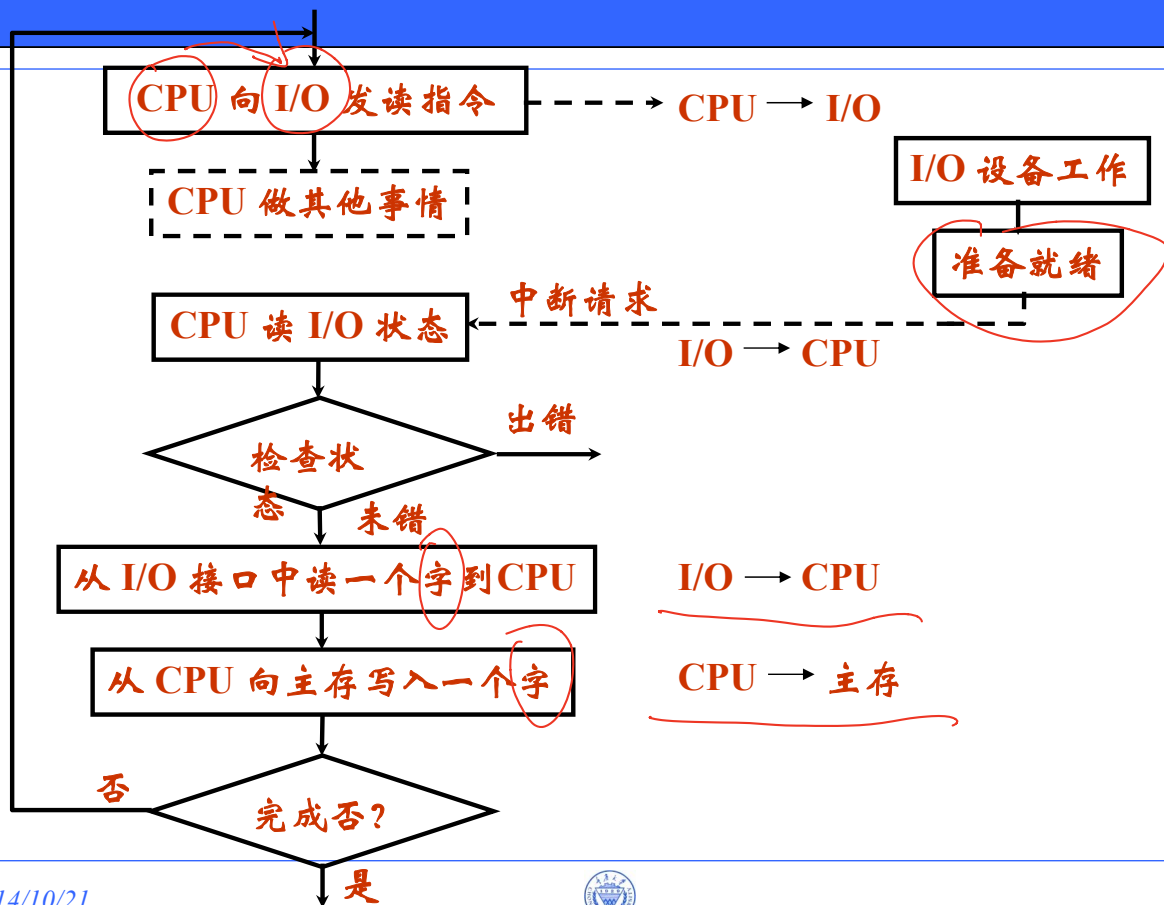 CPU 向 I/O 发读指令
CPU → I/O
I/O 设备工作
CPU 做其他事情
准备就绪
中断请求
CPU 读 I/O 状态
I/O → CPU
出错
检查状
态
未错
从 I/O 接口中读一个字到CPU
I/O → CPU
从 CPU 向主存写入一个字
CPU → 主存
否
完成否?
是
14/10/21